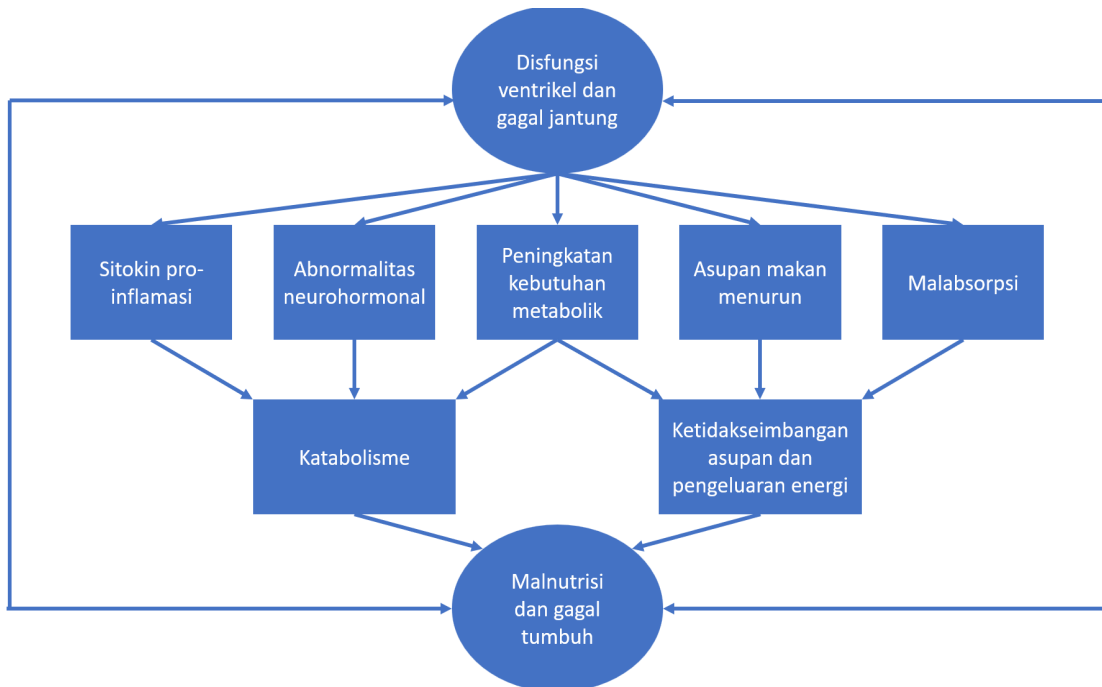 Disfungsi
ventrikel dan
gagal jantung
Sitokin pro-
inflamasi
Abnormalitas
neurohormonal
Peningkatan
kebutuhan
metabolik
Asupan makan
menurun
Malabsorpsi
Katabolisme
Ketidakseimbangan
asupan dan
pengeluaran energi
Malnutrisi
dan gagal
tumbuh